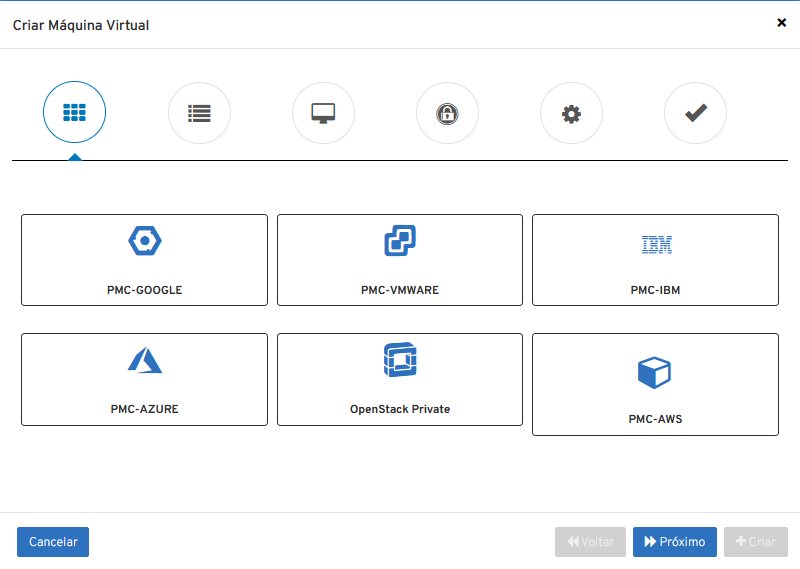 Criar Máquina Virtual
IBM
PMC-GOOGLE
PMC-VMWARE
PMC-IBM
PMC-AZURE
OpenStack Private
PMC-AWS
Cancelar
Voltar
Próximo
Criar